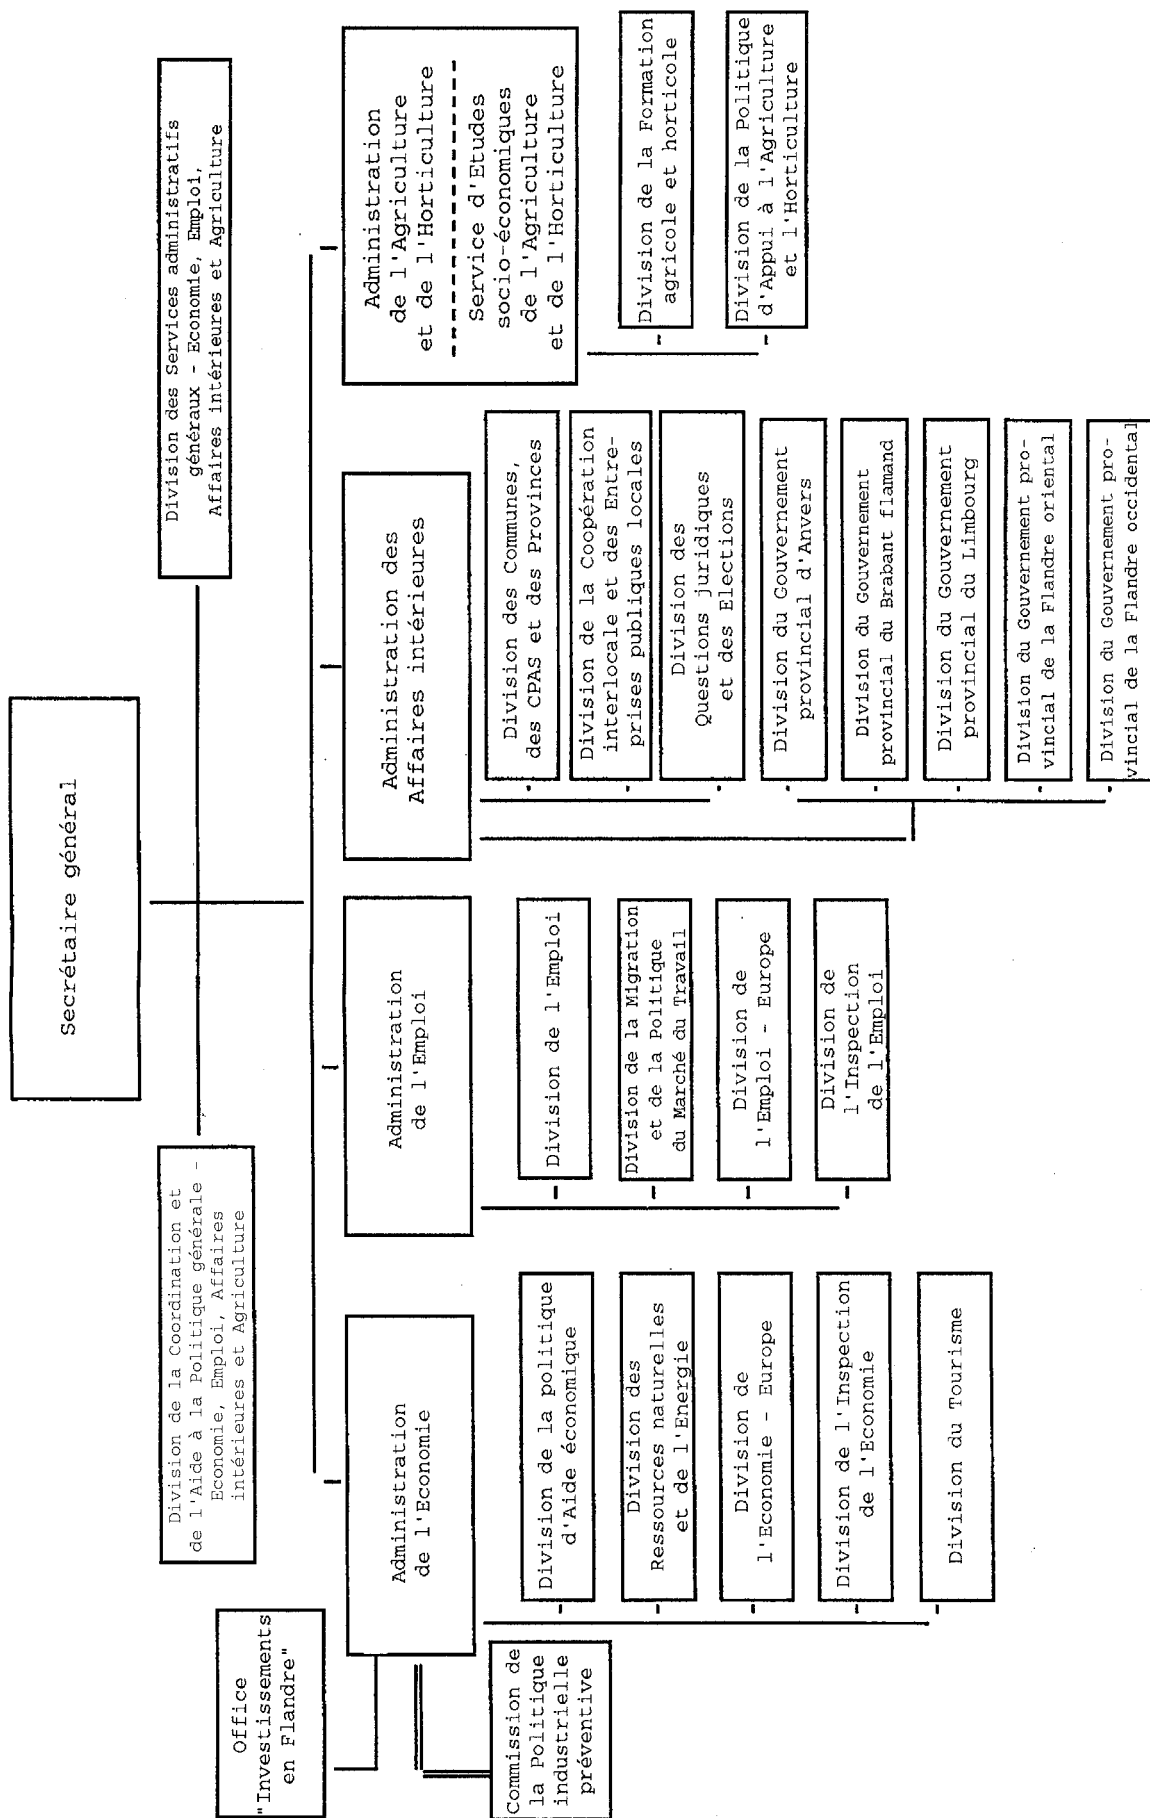 Secrétaire général
Division de la Coordination et
de l'Aide à la Politique générale -
Economie, Emploi, Affaires
intérieures et Agriculture
Division des Services administratifs
généraux - Economie, Emploi,
Affaires intérieures et Agriculture
Office
"Investissements
en Flandre"
Administration
de l'Economie
Commission de
la Politique
industrielle
préventive
Division de la politique
d'Aide économique
Division des
Ressources naturelles
et de l'Energie
Division de
l'Economie - Europe
Division de l'Inspection
de l'Economie
Division du Tourisme
Administration
de l'Emploi
Division de l'Emploi
Division de la Migration
et de la Politique
du Marché du Travail
Division de
l'Emploi - Europe
Division de
l'Inspection
de l'Emploi
Administration des
Affaires intérieures
Division des Communes,
des CPAS et des Provinces
Division de la Coopération
interlocale et des Entre-
prises publiques locales
Division des
Questions juridiques
et des Elections
Division du Gouvernement
provincial d'Anvers
Division du Gouvernement
provincial du Brabant flamand
Division du Gouvernement
provincial du Limbourg
Division du Gouvernement pro-
vincial de la Flandre oriental
Division du Gouvernement pro-
vincial de la Flandre occidental
Administration
de l'Agriculture
et de l'Horticulture
Service d'Etudes
socio-économiques
de l'Agriculture
et de l'Horticulture
Division de la Formation
agricole et horticole
Division de la Politique
d'Appui à l'Agriculture
et l'Horticulture